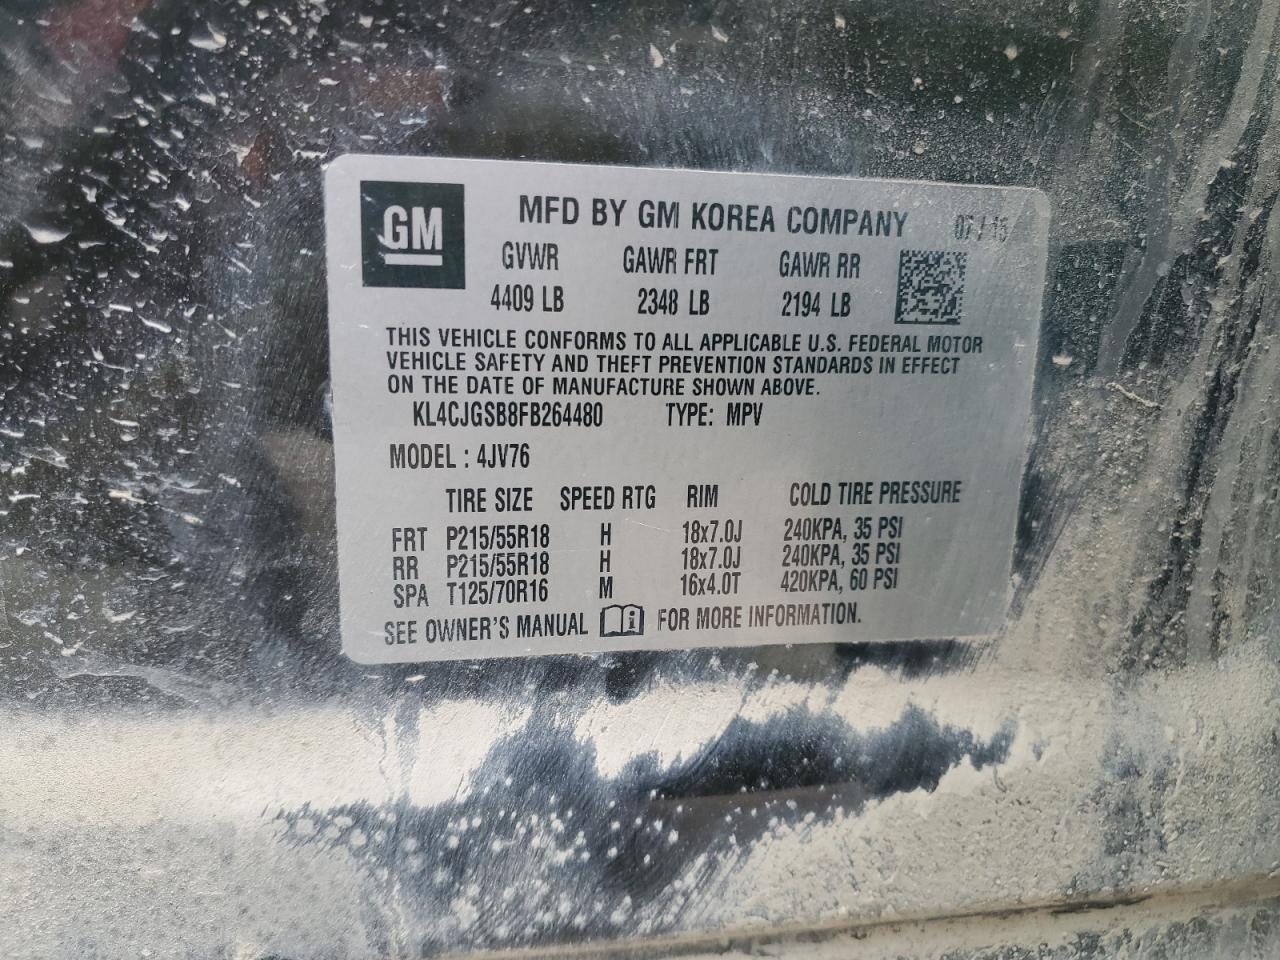 GM
MFD BY GM KOREA COMPANY 07 / 15
GVWR GAWR FRT GAWR RR
4409 LB 2348 LB 2194 LB
THIS VEHICLE CONFORMS TO ALL APPLICABLE U.S. FEDERAL MOTOR
VEHICLE SAFETY AND THEFT PREVENTION STANDARDS IN EFFECT
ON THE DATE OF MANUFACTURE SHOWN ABOVE.
KL4CJGSB8FB264480 TYPE: MPV
MODEL : 4JV76
TIRE SIZE SPEED RTG RIM COLD TIRE PRESSURE
FRT P215/55R18 H 18x7.0J 240KPA, 35 PSI
RR P215/55R18 H 18x7.0J 240KPA, 35 PSI
SPA T125/70R16 M 16x4.0T 420KPA, 60 PSI
SEE OWNER'S MANUAL FOR MORE INFORMATION.